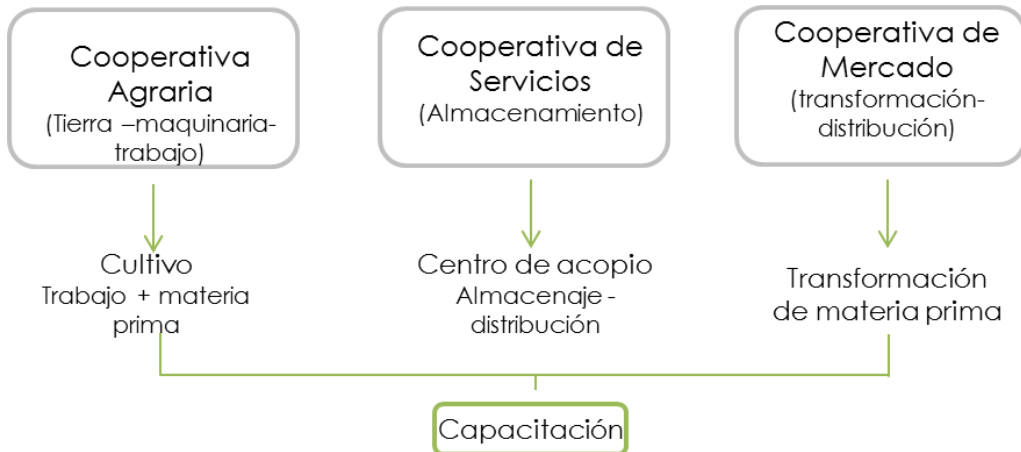 Cooperativa
Agraria
(Tierra –maquinaria-
trabajo)
Cooperativa de
Servicios
(Almacenamiento)
Cooperativa de
Mercado
(transformación-
distribución)
Cultivo
Trabajo + materia
prima
Centro de acopio
Almacenaje -
distribución
Transformación
de materia prima
Capacitación